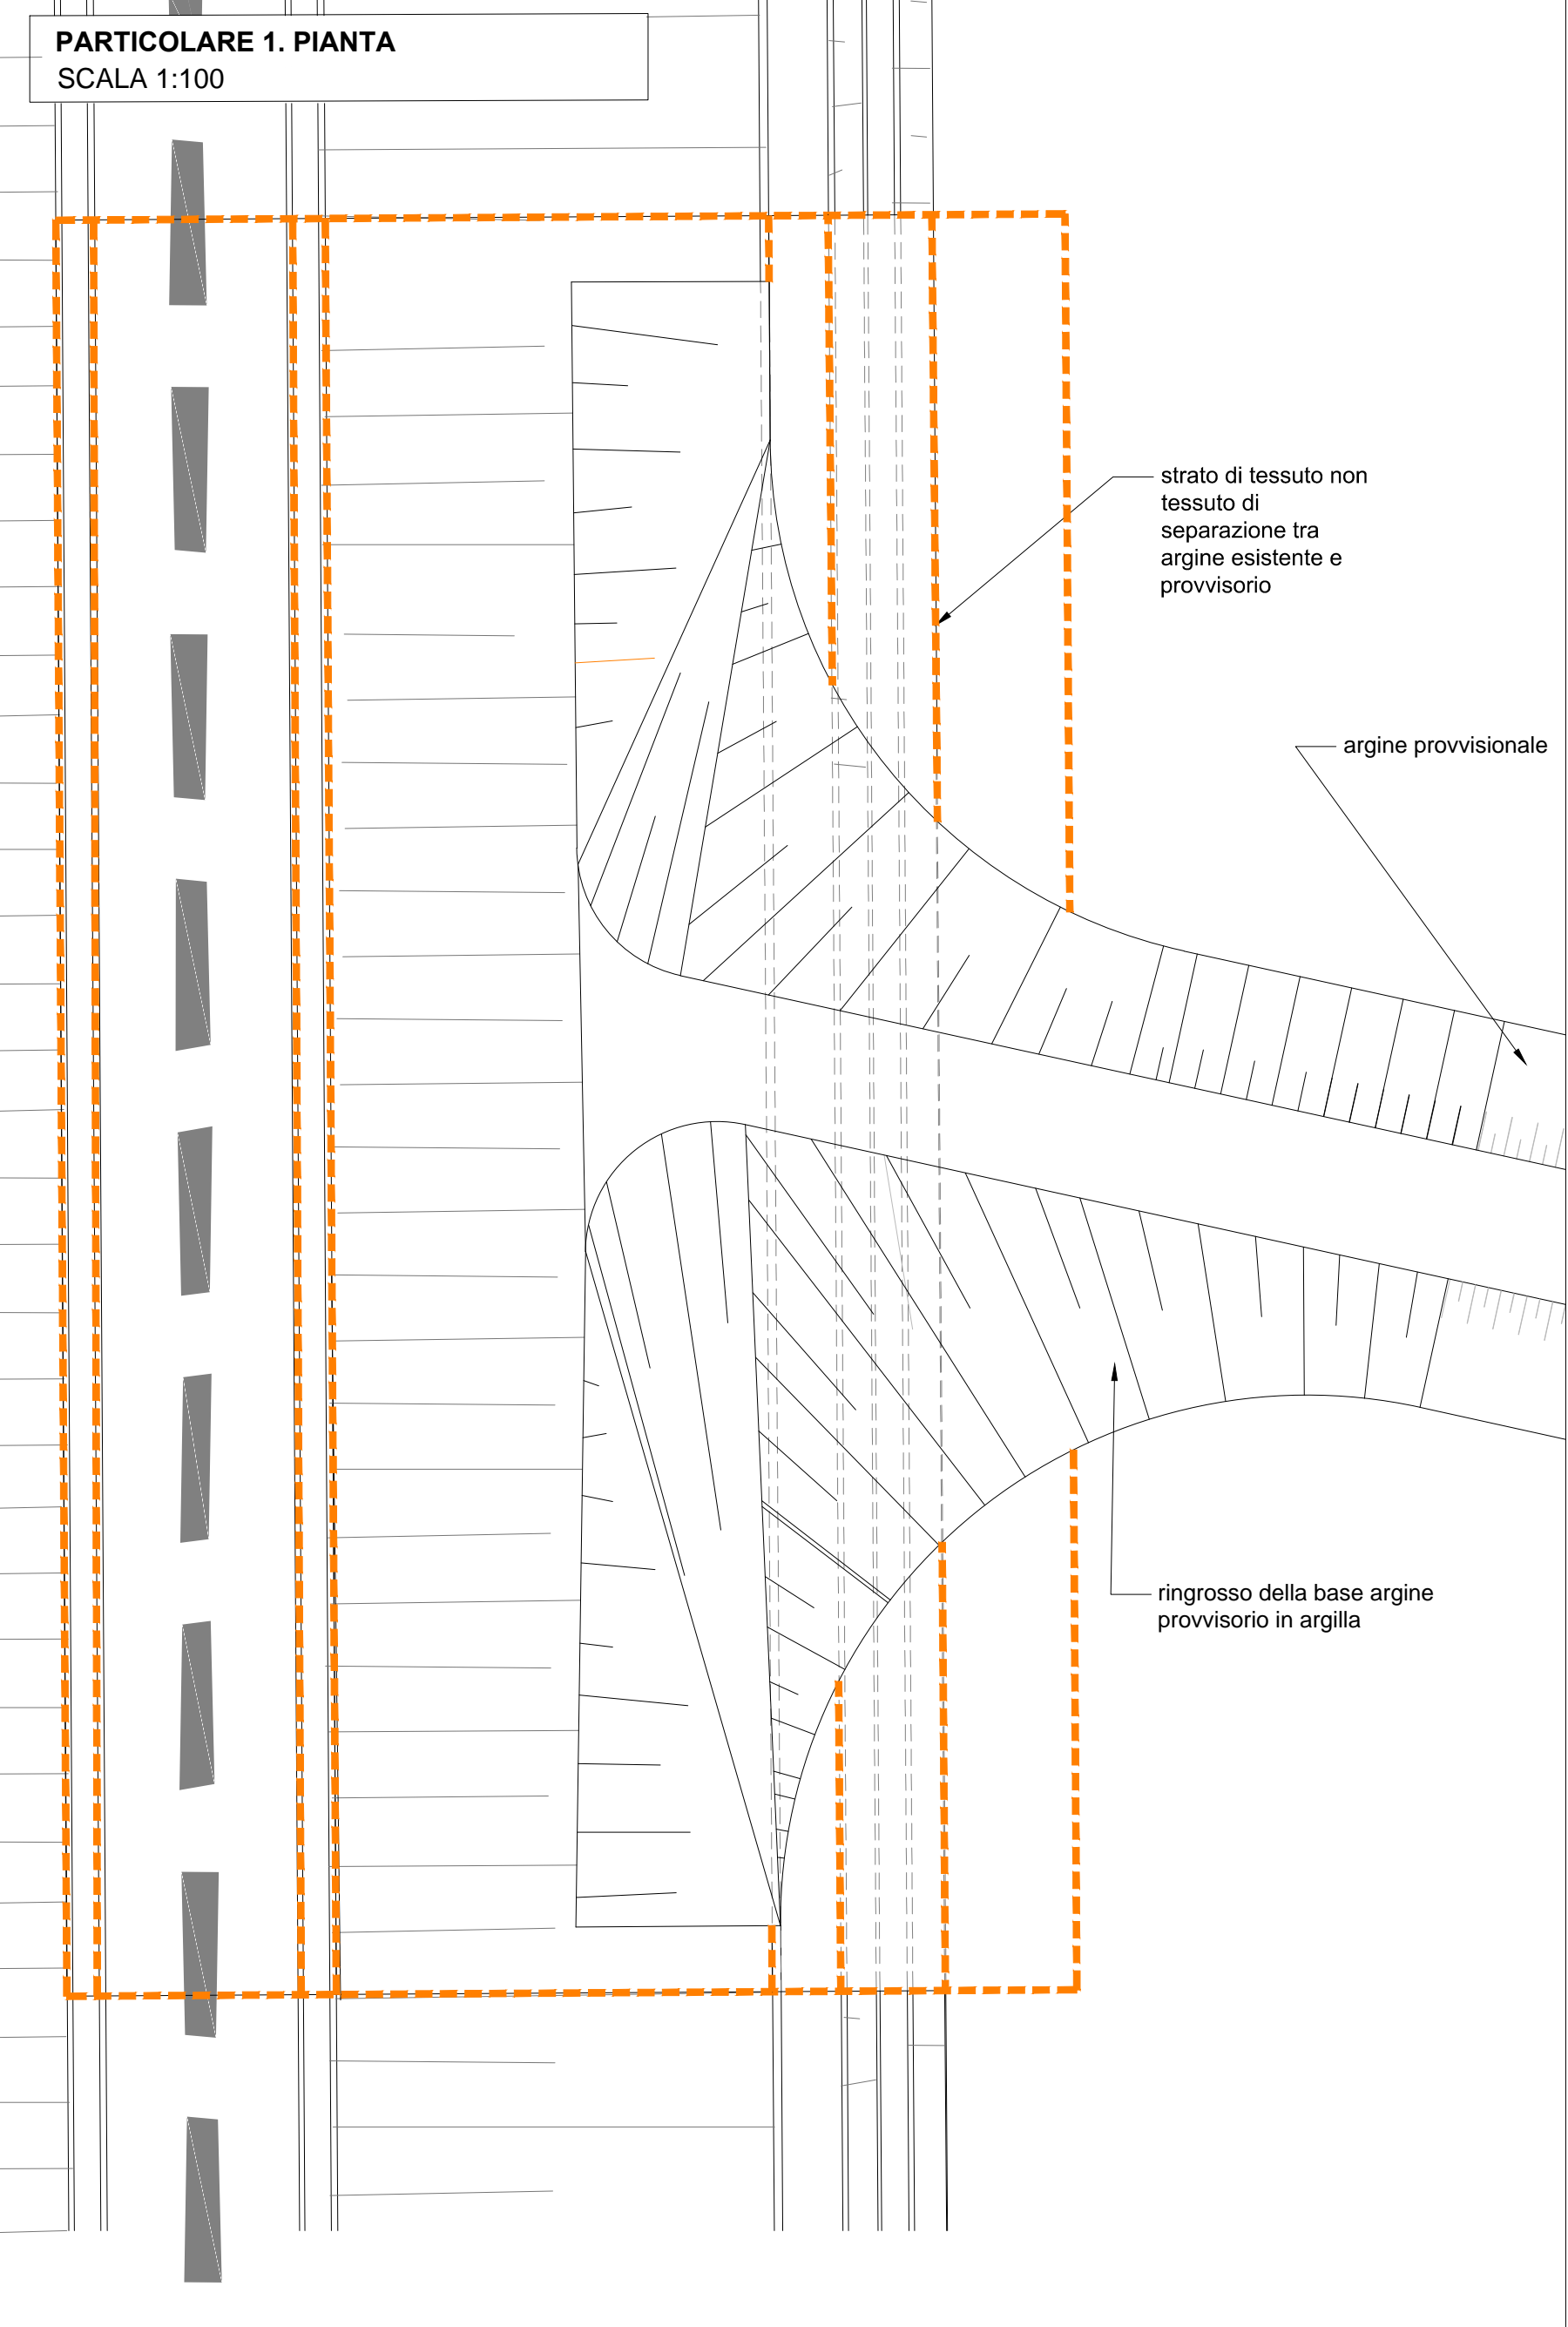 PARTICOLARE 1. PIANTA
SCALA 1:100
strato di tessuto non
tessuto di
separazione tra
argine esistente e
provvisorio
argine provvisionale
ringrosso della base argine
provvisorio in argilla